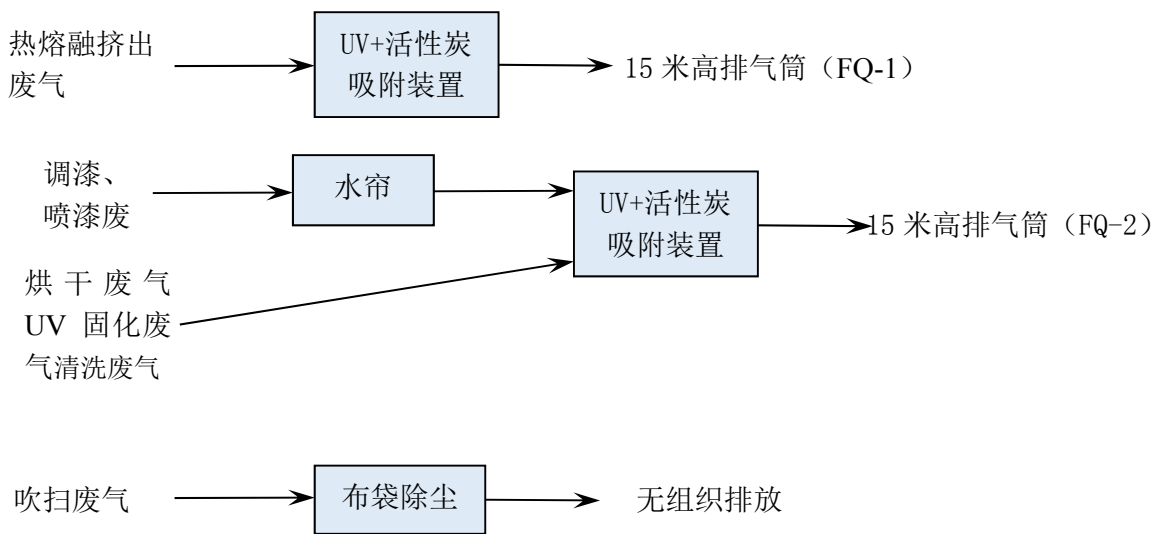 热熔融挤出
废气
UV+活性炭
吸附装置
15 米高排气筒（FQ-1）
调漆、
喷漆废
水帘
UV+活性炭
吸附装置
15 米高排气筒（FQ-2）
烘干废气
UV 固化废
气清洗废气
吹扫废气
布袋除尘
无组织排放